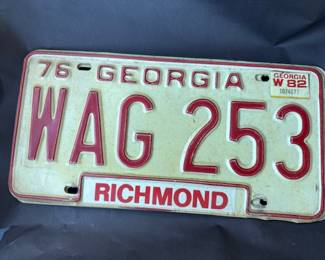 76 GEORGIA
GEORGIA
W 82
WAG 253
RICHMOND